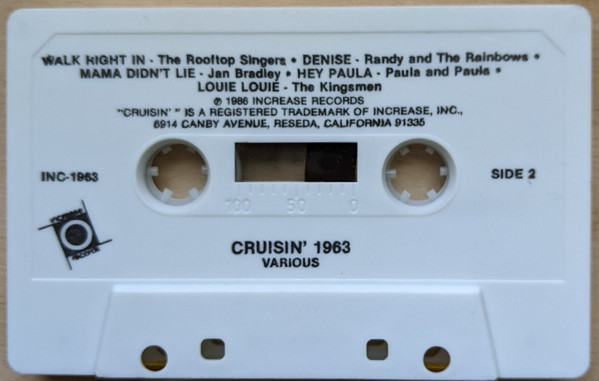 WALK RIGHT IN - The Rooftop Singers • DENISE - Randy and The Rainbows •
MAMA DIDN'T LIE - Jan Bradley • HEY PAULA - Paula and Paula •
LOUIE LOUIE - The Kingsmen
℗ 1986 INCREASE RECORDS
"CRUISIN' " IS A REGISTERED TRADEMARK OF INCREASE, INC.,
6914 CANBY AVENUE, RESEDA, CALIFORNIA 91335
INC-1963
SIDE 2
100 50 0
INCREASE
RECORDS
CRUISIN' 1963
VARIOUS